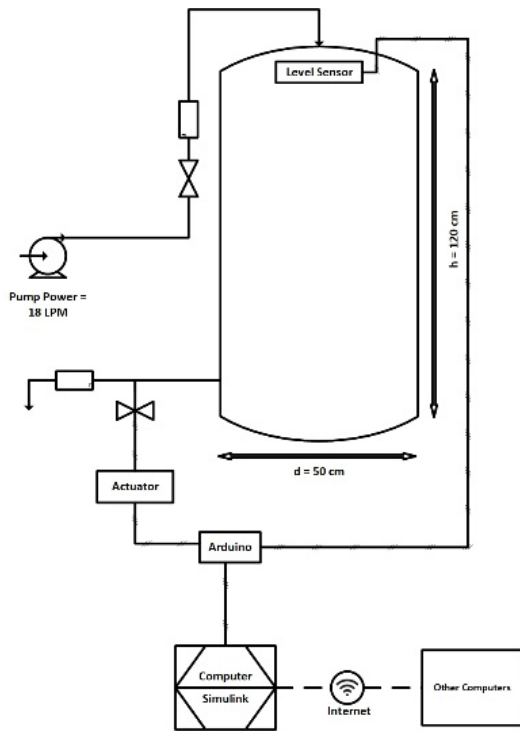 Level Sensor
h = 120 cm
Pump Power =
18 LPM
d = 50 cm
Actuator
Arduino
Computer
Simulink
Internet
Other Computers